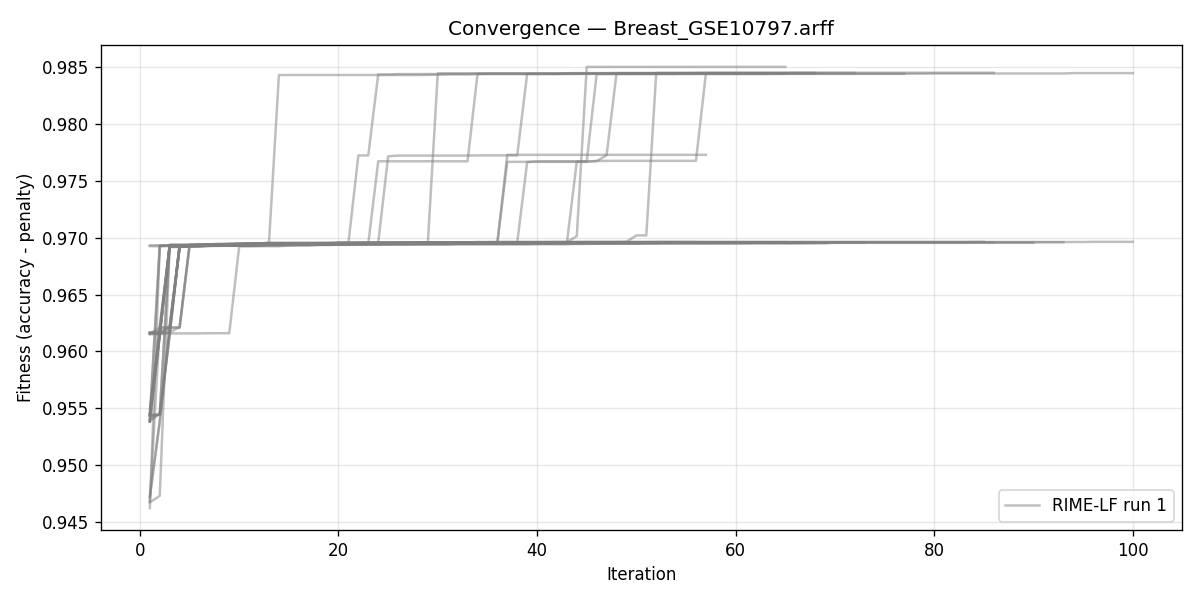 Convergence — Breast_GSE10797.arff
Fitness (accuracy - penalty)
0.985
0.980
0.975
0.970
0.965
0.960
0.955
0.950
0.945
RIME-LF run 1
0 20 40 60 80 100
Iteration